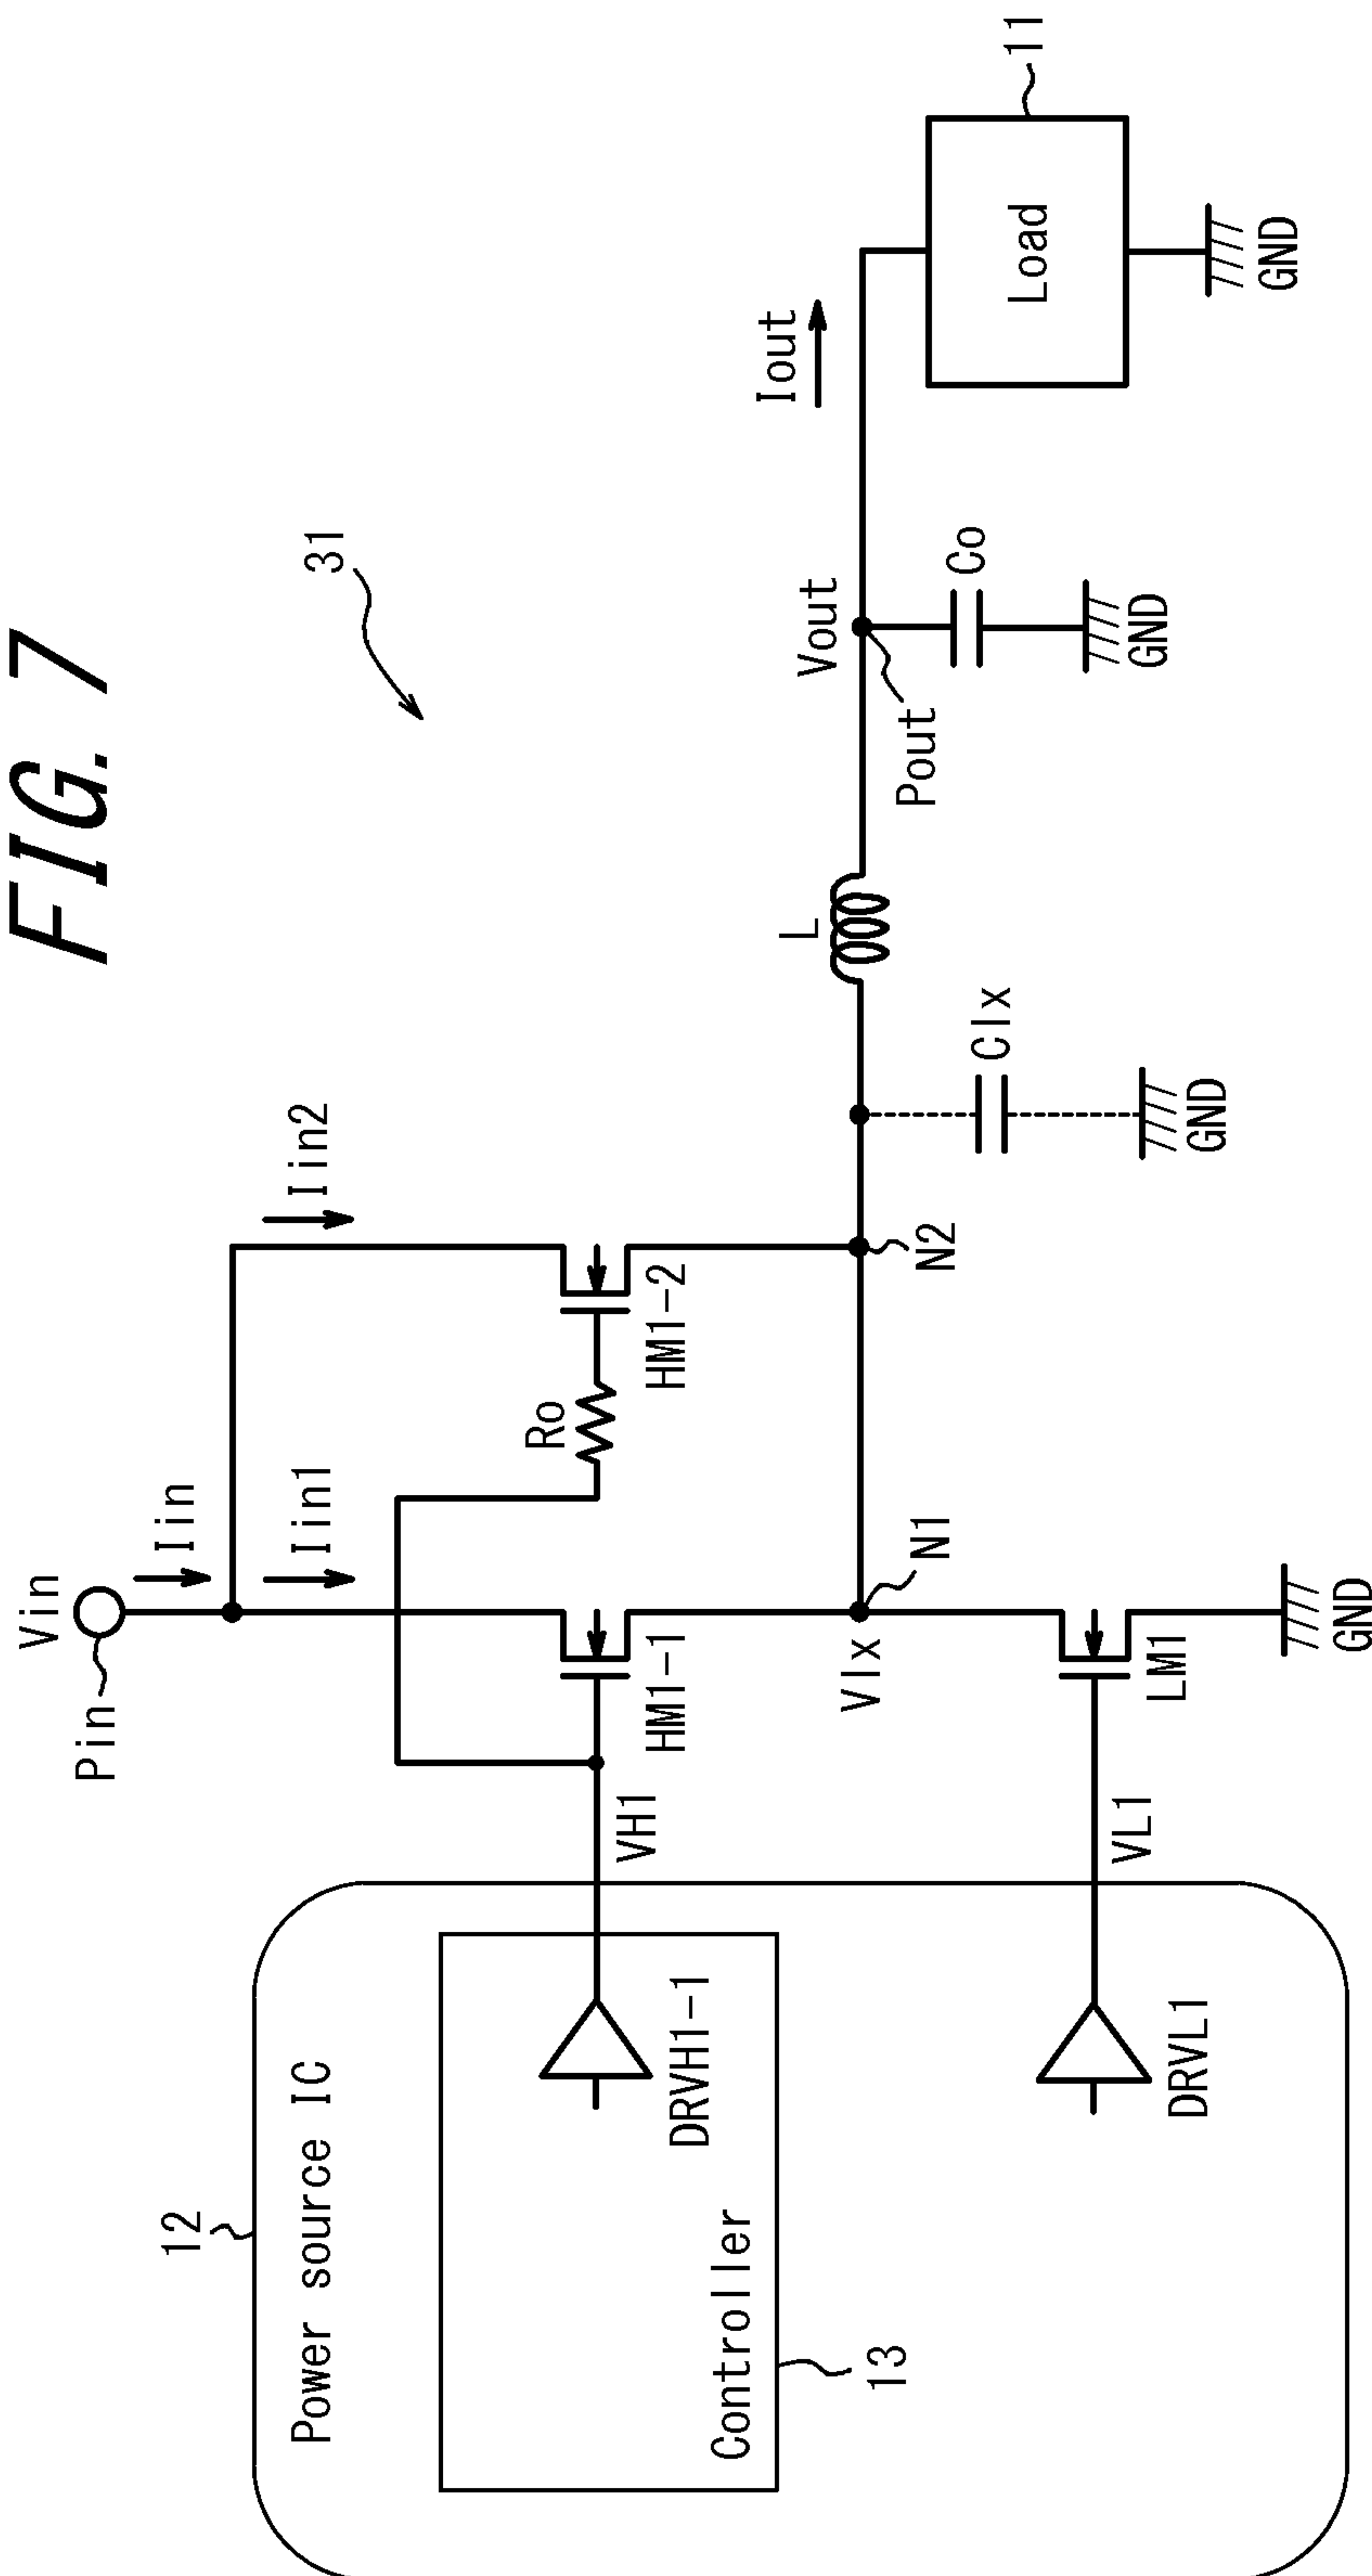 FIG. 7
31
Vin
Pin
Iin
Iin1
Iin2
12
Power source IC
Controller
13
DRVH1-1
VH1
HM1-1
Ro
HM1-2
DRVL1
VL1
LM1
GND
Vlx
N1
N2
Clx
GND
L
Vout
Pout
Co
GND
Iout
Load
11
GND